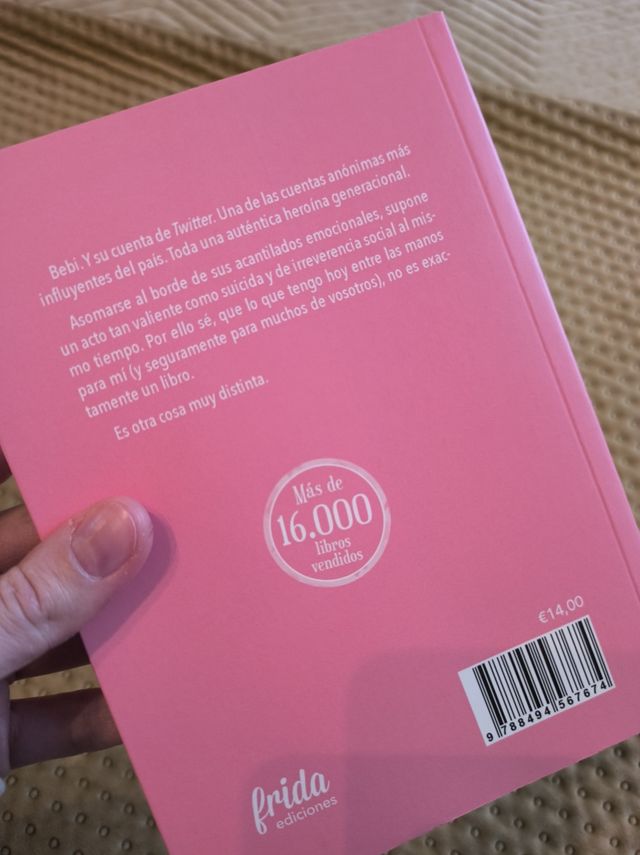 Bebi. Y su cuenta de Twitter. Una de las cuentas anónimas más
influyentes del país. Toda una auténtica heroína generacional.
Asomarse al borde de sus acantilados emocionales, supone
un acto tan valiente como suicida y de irreverencia social al mis-
mo tiempo. Por ello sé, que lo que tengo hoy entre las manos
para mí (y seguramente para muchos de vosotros), no es exac-
tamente un libro.
Es otra cosa muy distinta.
Más de
16.000
libros
vendidos
€14,00
9 788494 567674
frida
ediciones